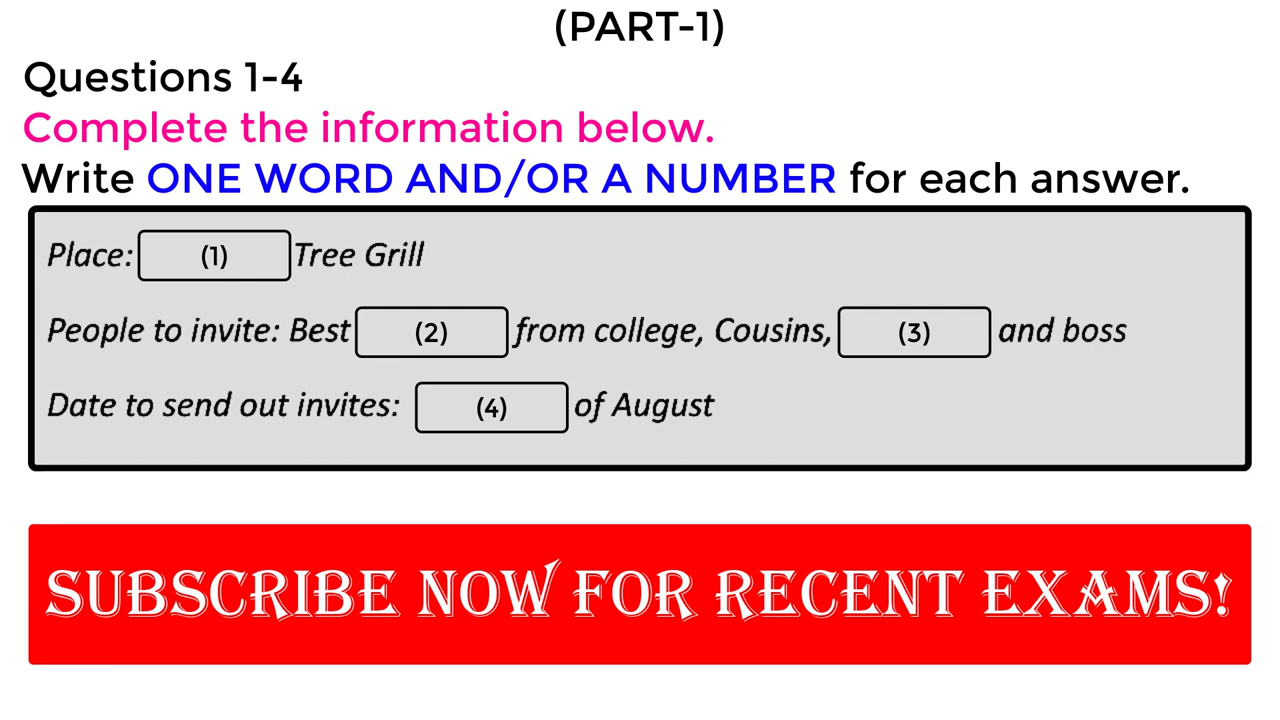 (PART-1)
Questions 1-4
Complete the information below.
Write ONE WORD AND/OR A NUMBER for each answer.
Place: (1) Tree Grill
People to invite: Best (2) from college, Cousins, (3) and boss
Date to send out invites: (4) of August
SUBSCRIBE NOW FOR RECENT EXAMS!